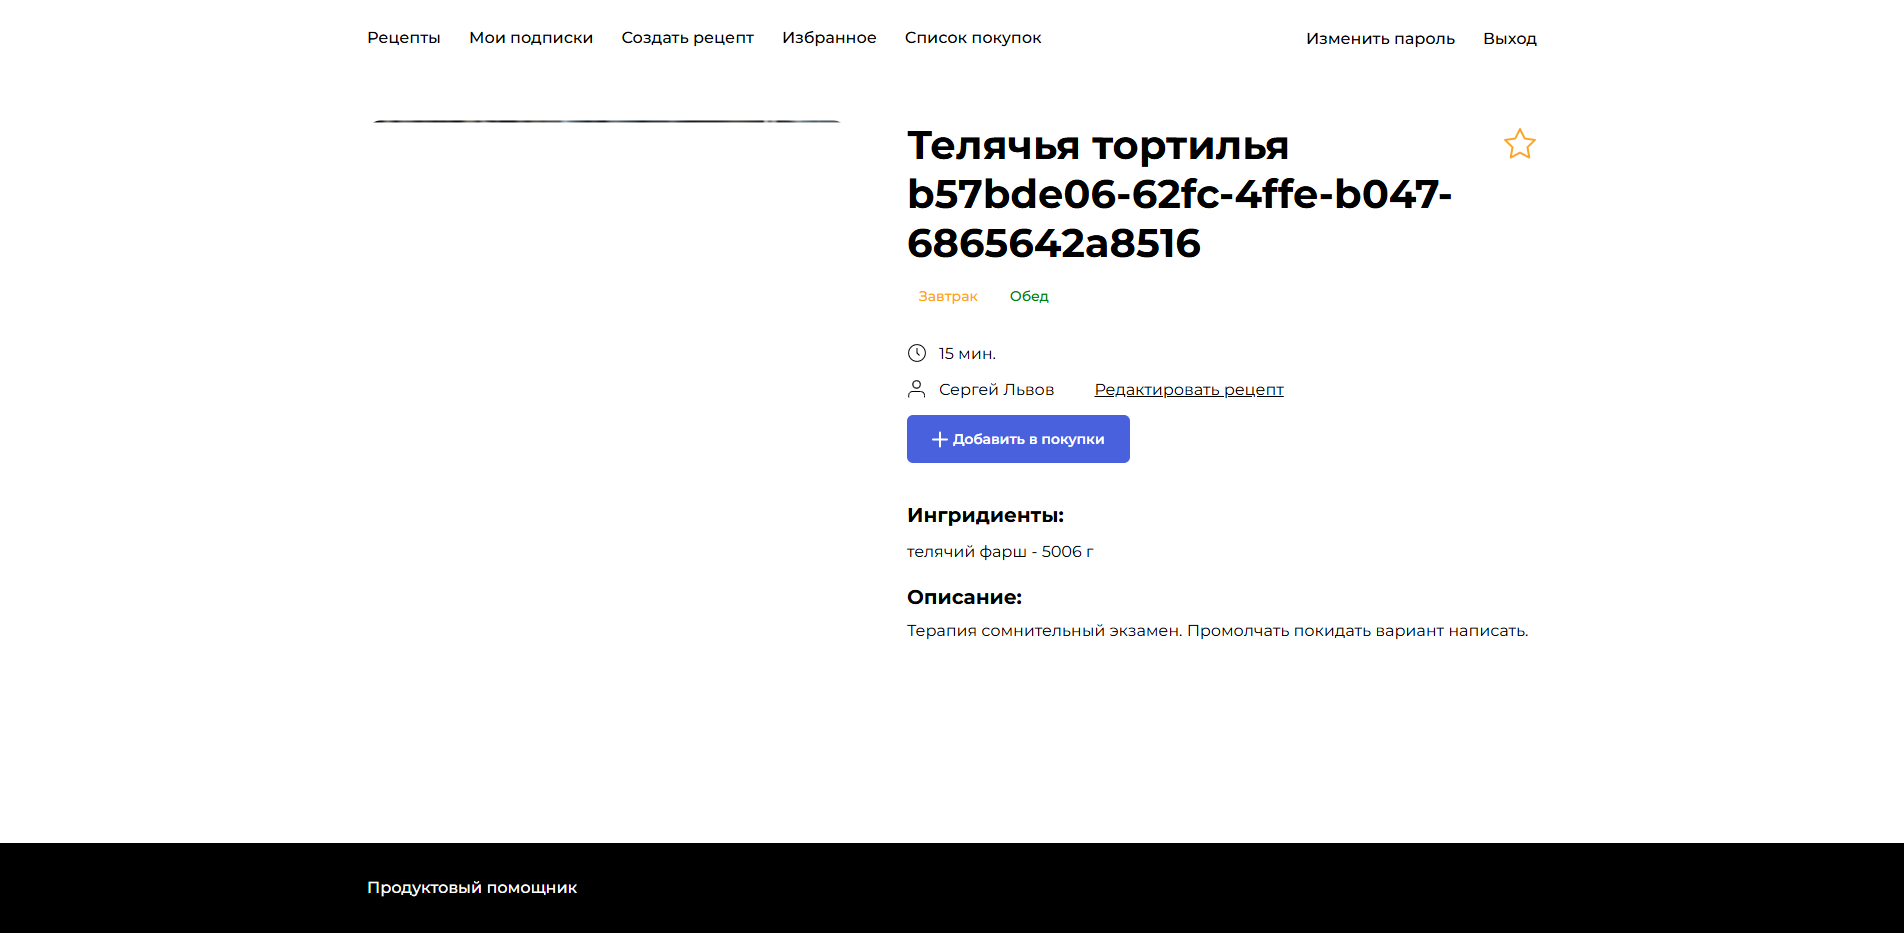 Рецепты Мои подписки Создать рецепт Избранное Список покупок Изменить пароль Выход
Телячья тортилья
b57bde06-62fc-4ffe-b047-
6865642a8516
Завтрак Обед
15 мин.
Сергей Львов Редактировать рецепт
Добавить в покупки
Ингридиенты:
телячий фарш - 5006 г
Описание:
Терапия сомнительный экзамен. Промолчать покидать вариант написать.
Продуктовый помощник